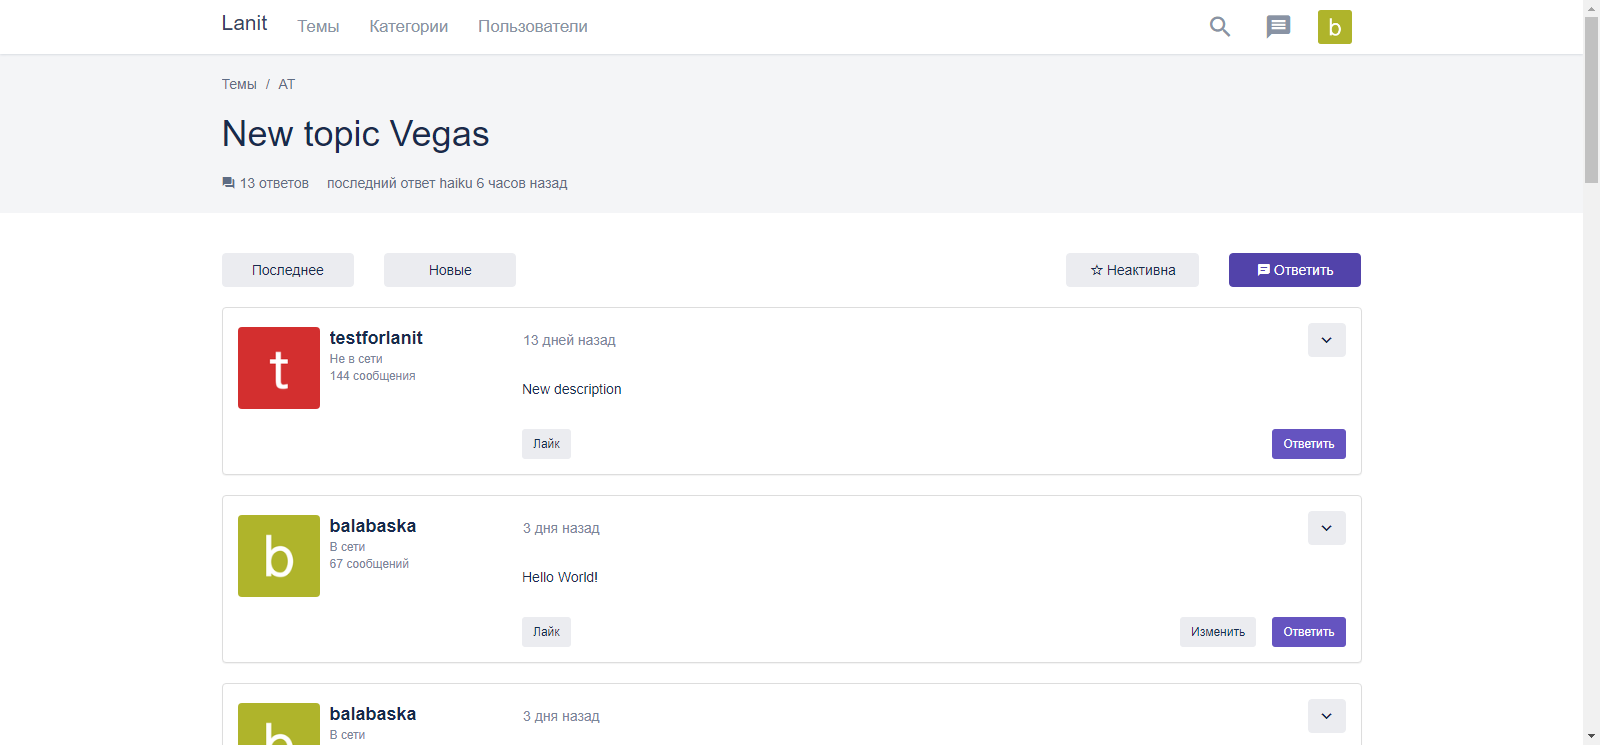 Lanit Темы Категории Пользователи b
Темы / AT
New topic Vegas
13 ответов последний ответ haiku 6 часов назад
Последнее Новые Неактивна Ответить
t
testforlanit 13 дней назад
Не в сети
144 сообщения
New description
Лайк Ответить
b
balabaska 3 дня назад
В сети
67 сообщений
Hello World!
Лайк Изменить Ответить
b
balabaska 3 дня назад
В сети